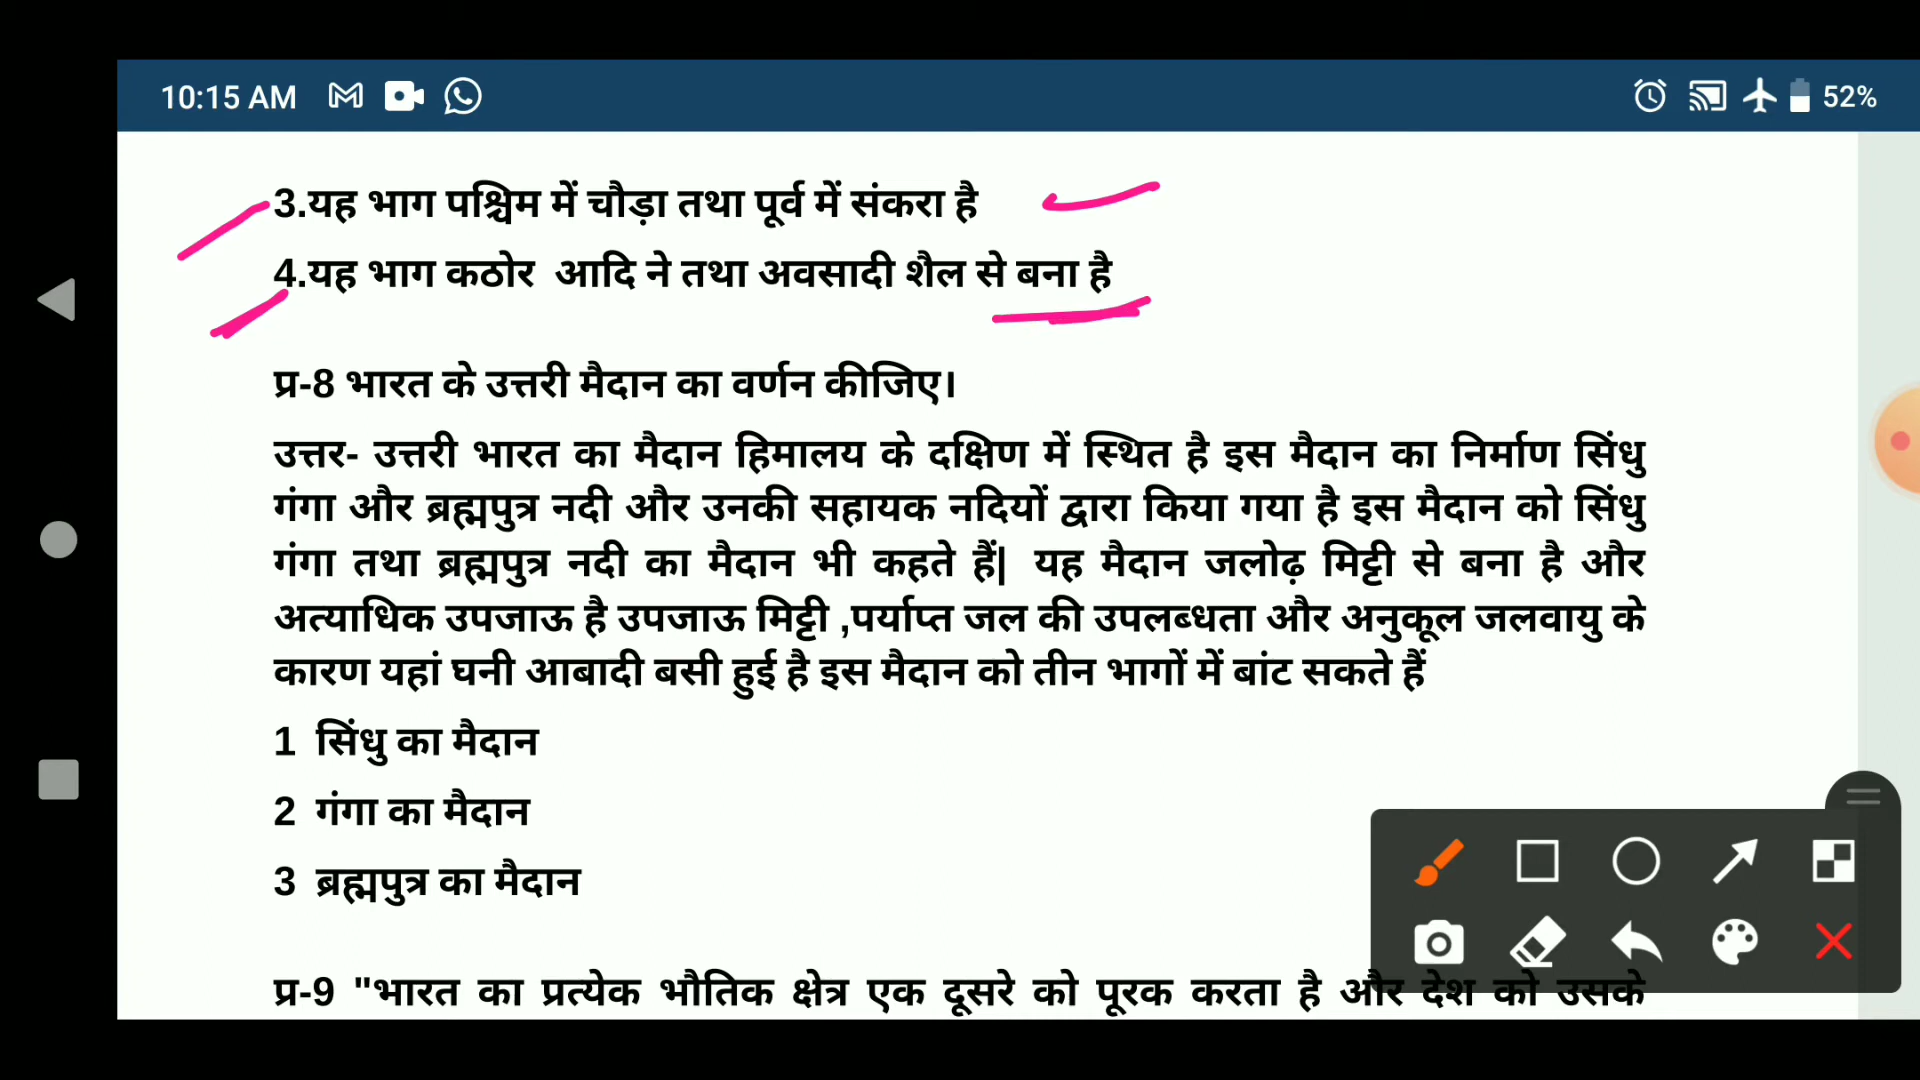 10:15 AM
52%
3.यह भाग पश्चिम में चौड़ा तथा पूर्व में संकरा है
4.यह भाग कठोर आदि ने तथा अवसादी शैल से बना है
प्र-8 भारत के उत्तरी मैदान का वर्णन कीजिए।
उत्तर- उत्तरी भारत का मैदान हिमालय के दक्षिण में स्थित है इस मैदान का निर्माण सिंधु
गंगा और ब्रह्मपुत्र नदी और उनकी सहायक नदियों द्वारा किया गया है इस मैदान को सिंधु
गंगा तथा ब्रह्मपुत्र नदी का मैदान भी कहते हैं| यह मैदान जलोढ़ मिट्टी से बना है और
अत्याधिक उपजाऊ है उपजाऊ मिट्टी ,पर्याप्त जल की उपलब्धता और अनुकूल जलवायु के
कारण यहां घनी आबादी बसी हुई है इस मैदान को तीन भागों में बांट सकते हैं
1 सिंधु का मैदान
2 गंगा का मैदान
3 ब्रह्मपुत्र का मैदान
प्र-9 "भारत का प्रत्येक भौतिक क्षेत्र एक दूसरे को पूरक करता है और देश को उसके